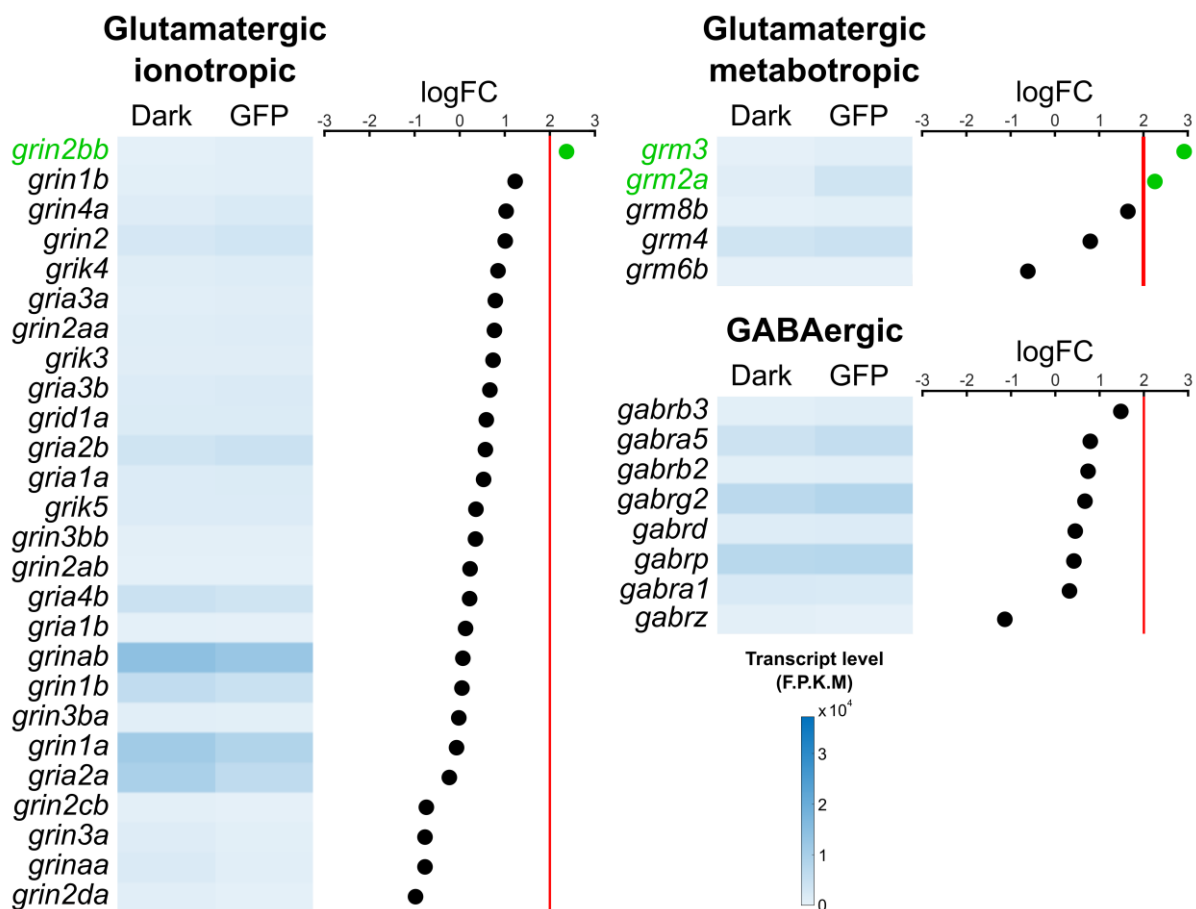 Glutamatergic
ionotropic
Dark GFP
logFC
-3 -2 -1 0 1 2 3
grin2bb
grin1b
grin4a
grin2
grik4
gria3a
grin2aa
grik3
gria3b
grid1a
gria2b
gria1a
grik5
grin3bb
grin2ab
gria4b
gria1b
grinab
grin1b
grin3ba
grin1a
gria2a
grin2cb
grin3a
grinaa
grin2da
Glutamatergic
metabotropic
Dark GFP
logFC
-3 -2 -1 0 1 2 3
grm3
grm2a
grm8b
grm4
grm6b
GABAergic
Dark GFP
logFC
-3 -2 -1 0 1 2 3
gabrb3
gabra5
gabrb2
gabrg2
gabrd
gabrp
gabra1
gabrz
Transcript level
(F.P.K.M)
x 10⁴
3
2
1
0